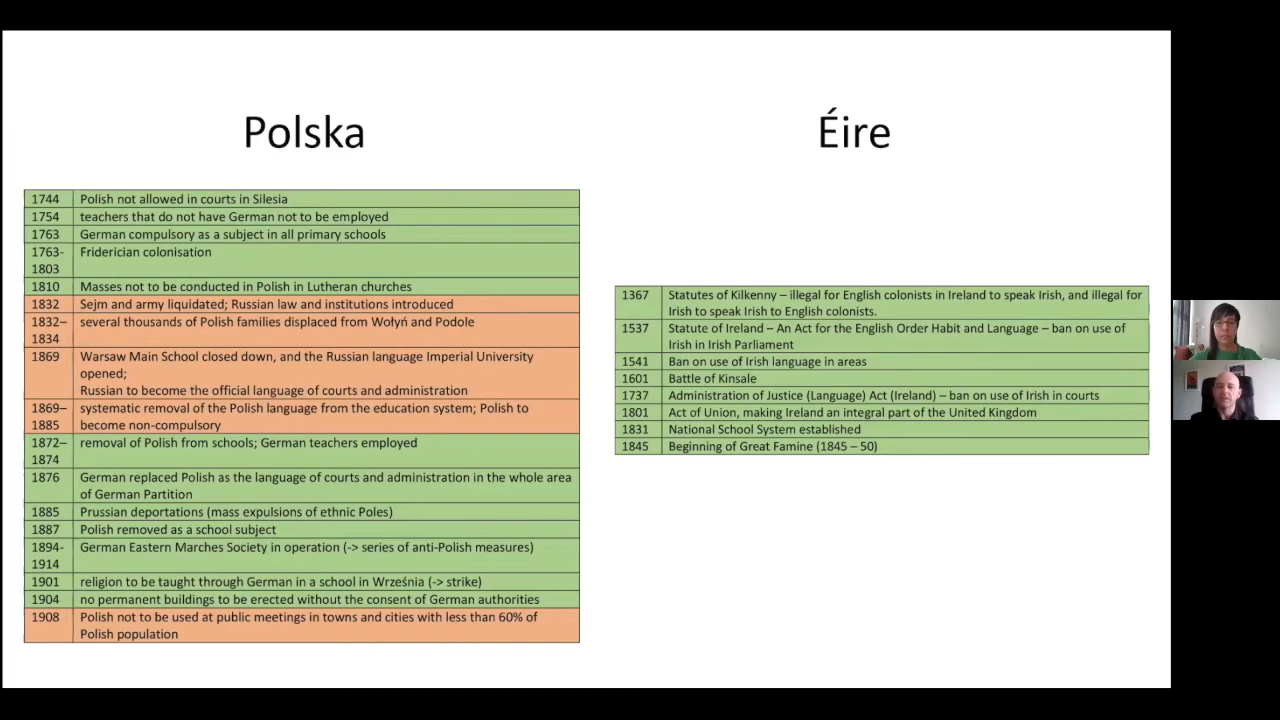 Polska
1744 Polish not allowed in courts in Silesia
1754 teachers that do not have German not to be employed
1763 German compulsory as a subject in all primary schools
1763- Friderician colonisation
1803
1810 Masses not to be conducted in Polish in Lutheran churches
1832 Sejm and army liquidated; Russian law and institutions introduced
1832– several thousands of Polish families displaced from Wołyń and Podole
1834
1869 Warsaw Main School closed down, and the Russian language Imperial University
opened;
Russian to become the official language of courts and administration
1869– systematic removal of the Polish language from the education system; Polish to
1885 become non-compulsory
1872– removal of Polish from schools; German teachers employed
1874
1876 German replaced Polish as the language of courts and administration in the whole area
of German Partition
1885 Prussian deportations (mass expulsions of ethnic Poles)
1887 Polish removed as a school subject
1894- German Eastern Marches Society in operation (-> series of anti-Polish measures)
1914
1901 religion to be taught through German in a school in Września (-> strike)
1904 no permanent buildings to be erected without the consent of German authorities
1908 Polish not to be used at public meetings in towns and cities with less than 60% of
Polish population
Éire
1367 Statutes of Kilkenny – illegal for English colonists in Ireland to speak Irish, and illegal for
Irish to speak Irish to English colonists.
1537 Statute of Ireland – An Act for the English Order Habit and Language – ban on use of
Irish in Irish Parliament
1541 Ban on use of Irish language in areas
1601 Battle of Kinsale
1737 Administration of Justice (Language) Act (Ireland) – ban on use of Irish in courts
1801 Act of Union, making Ireland an integral part of the United Kingdom
1831 National School System established
1845 Beginning of Great Famine (1845 – 50)